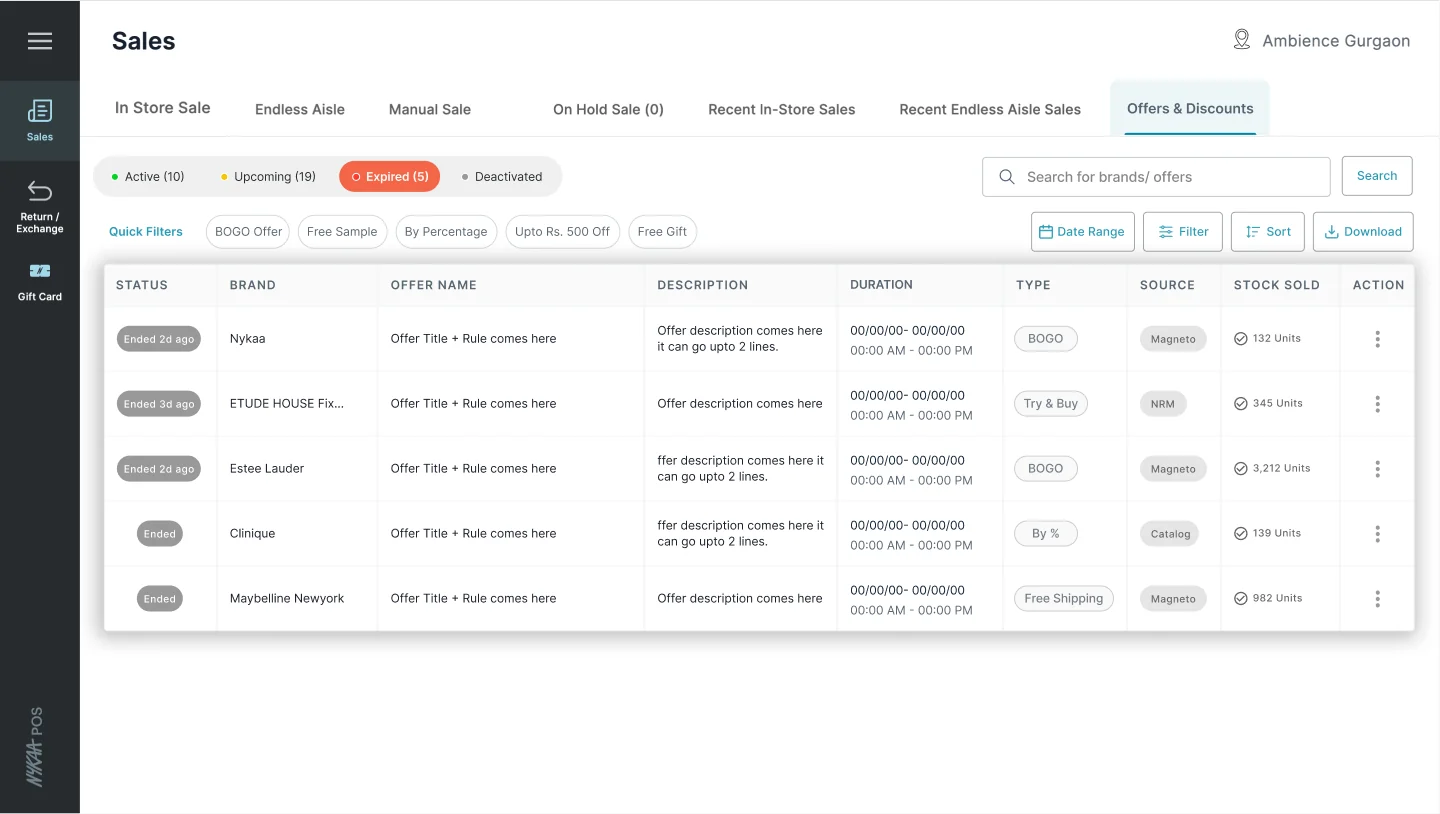 Sales
Ambience Gurgaon
Sales
Return /
Exchange
Gift Card
NYKAA POS
In Store Sale
Endless Aisle
Manual Sale
On Hold Sale (0)
Recent In-Store Sales
Recent Endless Aisle Sales
Offers & Discounts
Active (10)
Upcoming (19)
Expired (5)
Deactivated
Search for brands/ offers
Search
Quick Filters
BOGO Offer
Free Sample
By Percentage
Upto Rs. 500 Off
Free Gift
Date Range
Filter
Sort
Download
STATUS BRAND OFFER NAME DESCRIPTION DURATION TYPE SOURCE STOCK SOLD ACTION
Ended 2d ago
Nykaa
Offer Title + Rule comes here
Offer description comes here
it can go upto 2 lines.
00/00/00- 00/00/00
00:00 AM - 00:00 PM
BOGO
Magneto
132 Units
Ended 3d ago
ETUDE HOUSE Fix...
Offer Title + Rule comes here
Offer description comes here
00/00/00- 00/00/00
00:00 AM - 00:00 PM
Try & Buy
NRM
345 Units
Ended 2d ago
Estee Lauder
Offer Title + Rule comes here
ffer description comes here it
can go upto 2 lines.
00/00/00- 00/00/00
00:00 AM - 00:00 PM
BOGO
Magneto
3,212 Units
Ended
Clinique
Offer Title + Rule comes here
ffer description comes here it
can go upto 2 lines.
00/00/00- 00/00/00
00:00 AM - 00:00 PM
By %
Catalog
139 Units
Ended
Maybelline Newyork
Offer Title + Rule comes here
Offer description comes here
00/00/00- 00/00/00
00:00 AM - 00:00 PM
Free Shipping
Magneto
982 Units